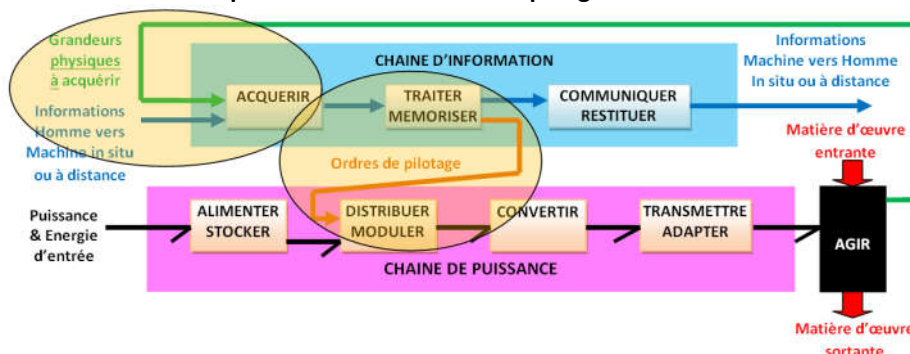 Grandeurs
physiques
à acquérir
Informations
Homme vers
Machine in situ
ou à distance
CHAINE D'INFORMATION
ACQUERIR
TRAITER
MEMORISER
COMMUNIQUER
RESTITUER
Informations
Machine vers Homme
In situ ou à distance
Ordres de pilotage
Matière d'œuvre
entrante
Puissance
& Energie
d'entrée
ALIMENTER
STOCKER
DISTRIBUER
MODULER
CONVERTIR
TRANSMETTRE
ADAPTER
AGIR
CHAINE DE PUISSANCE
Matière d'œuvre
sortante